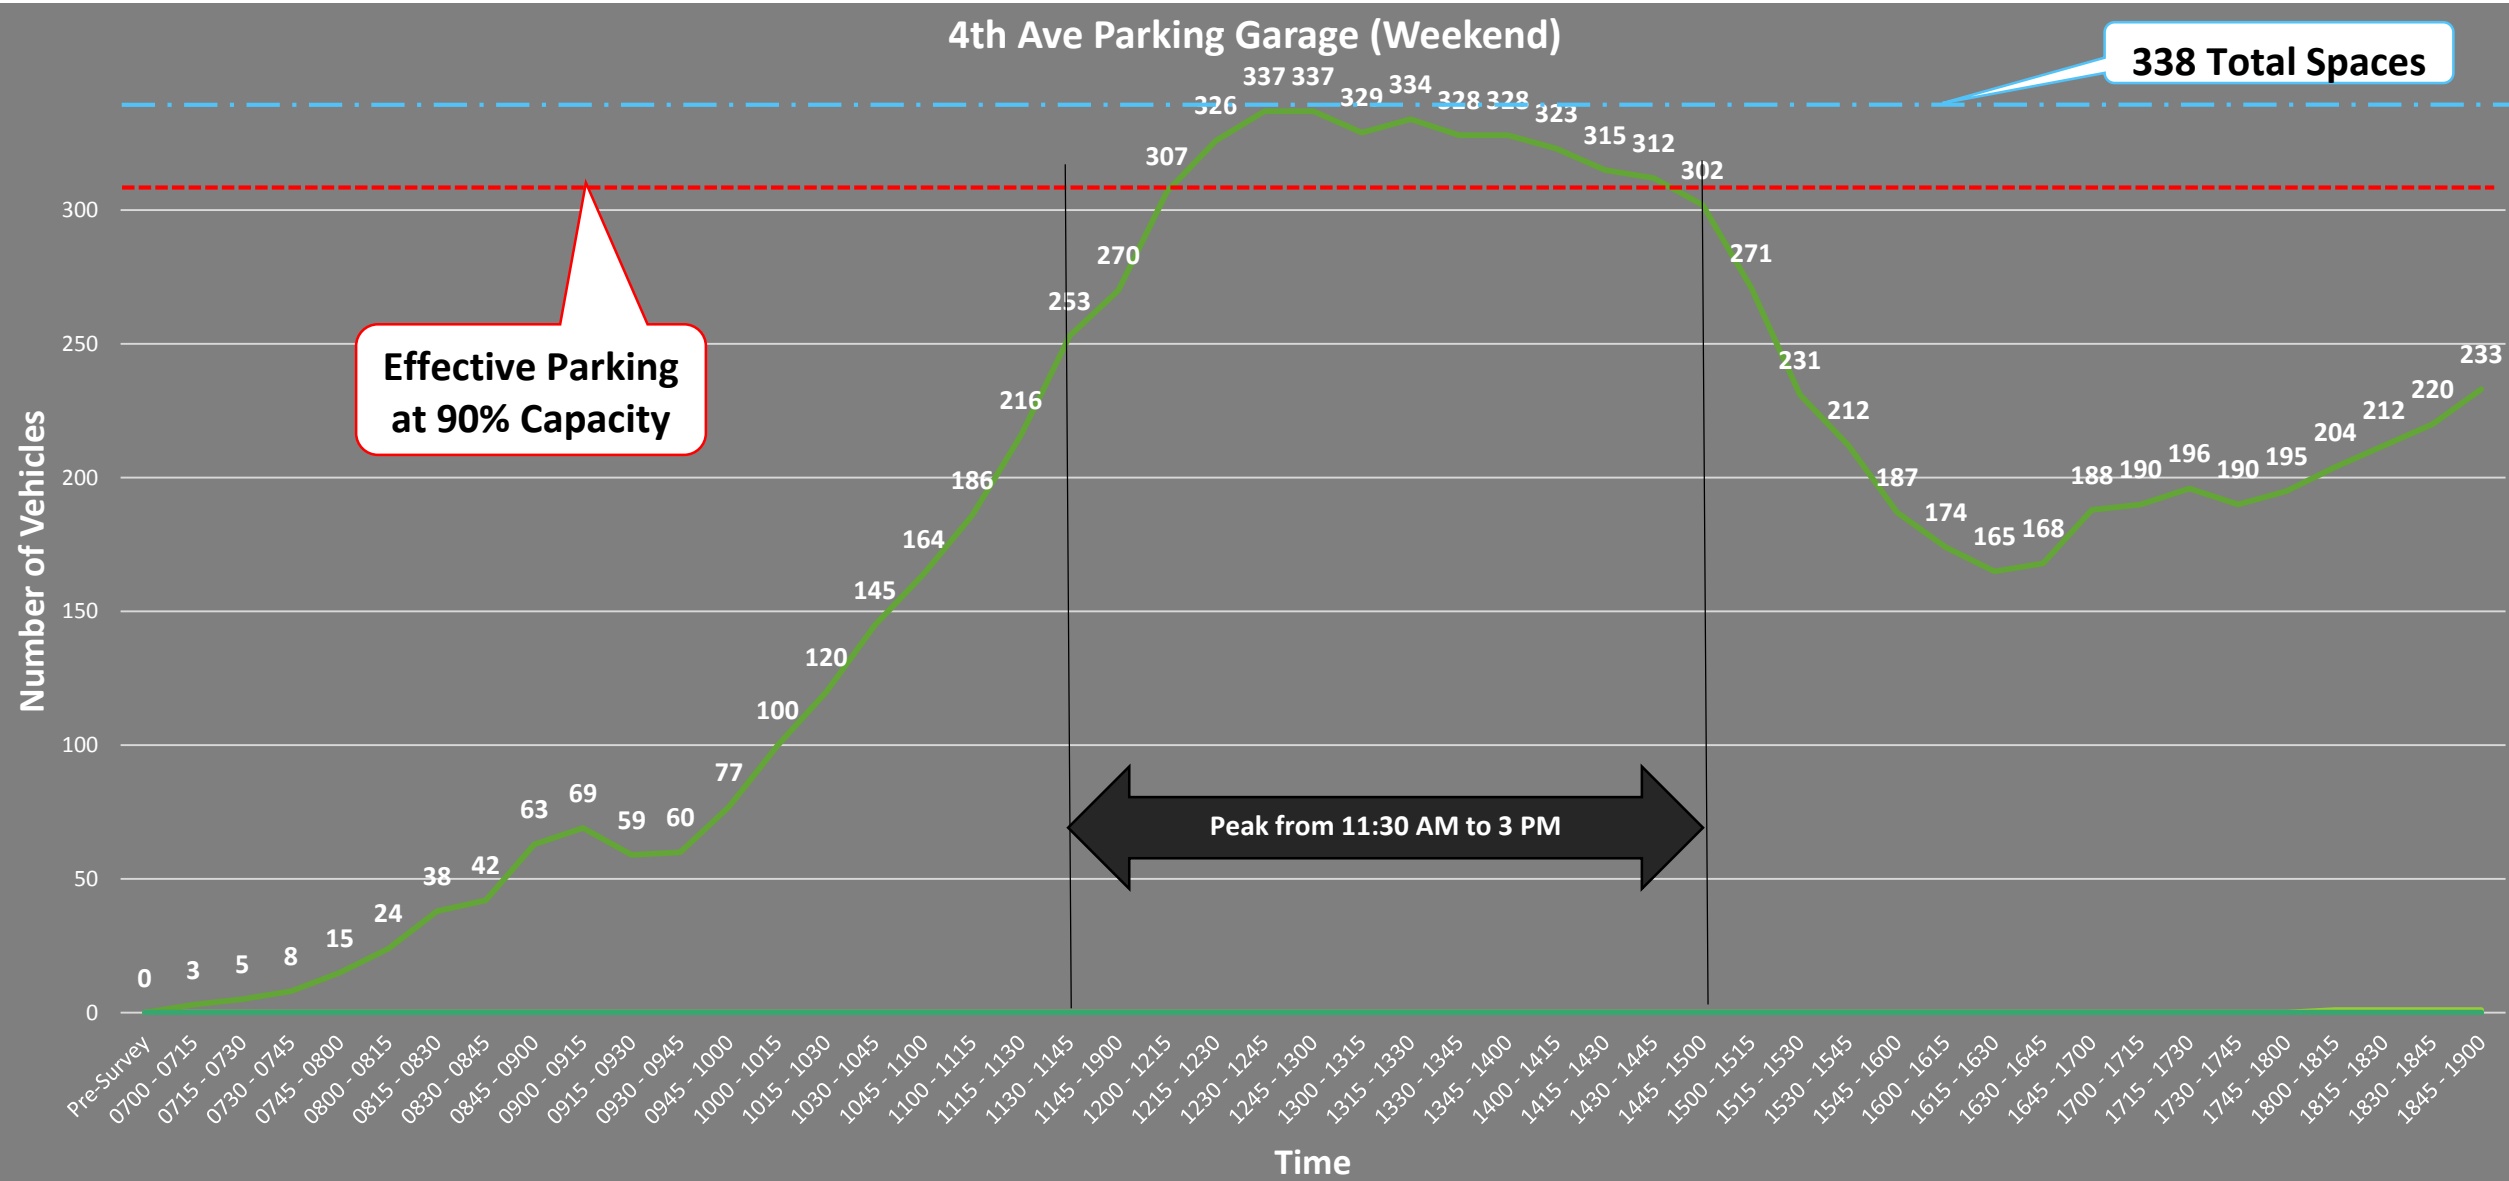 4th Ave Parking Garage (Weekend)
338 Total Spaces
Effective Parking
at 90% Capacity
Number of Vehicles
300
250
200
150
100
50
0
0
3
5
8
15
24
38
42
63
69
59
60
77
100
120
145
164
186
216
253
270
307
326
337
337
329
334
328
328
323
315
312
302
271
231
212
187
174
165
168
188
190
196
190
195
204
212
220
233
Peak from 11:30 AM to 3 PM
Pre-Survey
0700 - 0715
0715 - 0730
0730 - 0745
0745 - 0800
0800 - 0815
0815 - 0830
0830 - 0845
0845 - 0900
0900 - 0915
0915 - 0930
0930 - 0945
0945 - 1000
1000 - 1015
1015 - 1030
1030 - 1045
1045 - 1100
1100 - 1115
1115 - 1130
1130 - 1145
1145 - 1900
1200 - 1215
1215 - 1230
1230 - 1245
1245 - 1300
1300 - 1315
1315 - 1330
1330 - 1345
1345 - 1400
1400 - 1415
1415 - 1430
1430 - 1445
1445 - 1500
1500 - 1515
1515 - 1530
1530 - 1545
1545 - 1600
1600 - 1615
1615 - 1630
1630 - 1645
1645 - 1700
1700 - 1715
1715 - 1730
1730 - 1745
1745 - 1800
1800 - 1815
1815 - 1830
1830 - 1845
1845 - 1900
Time